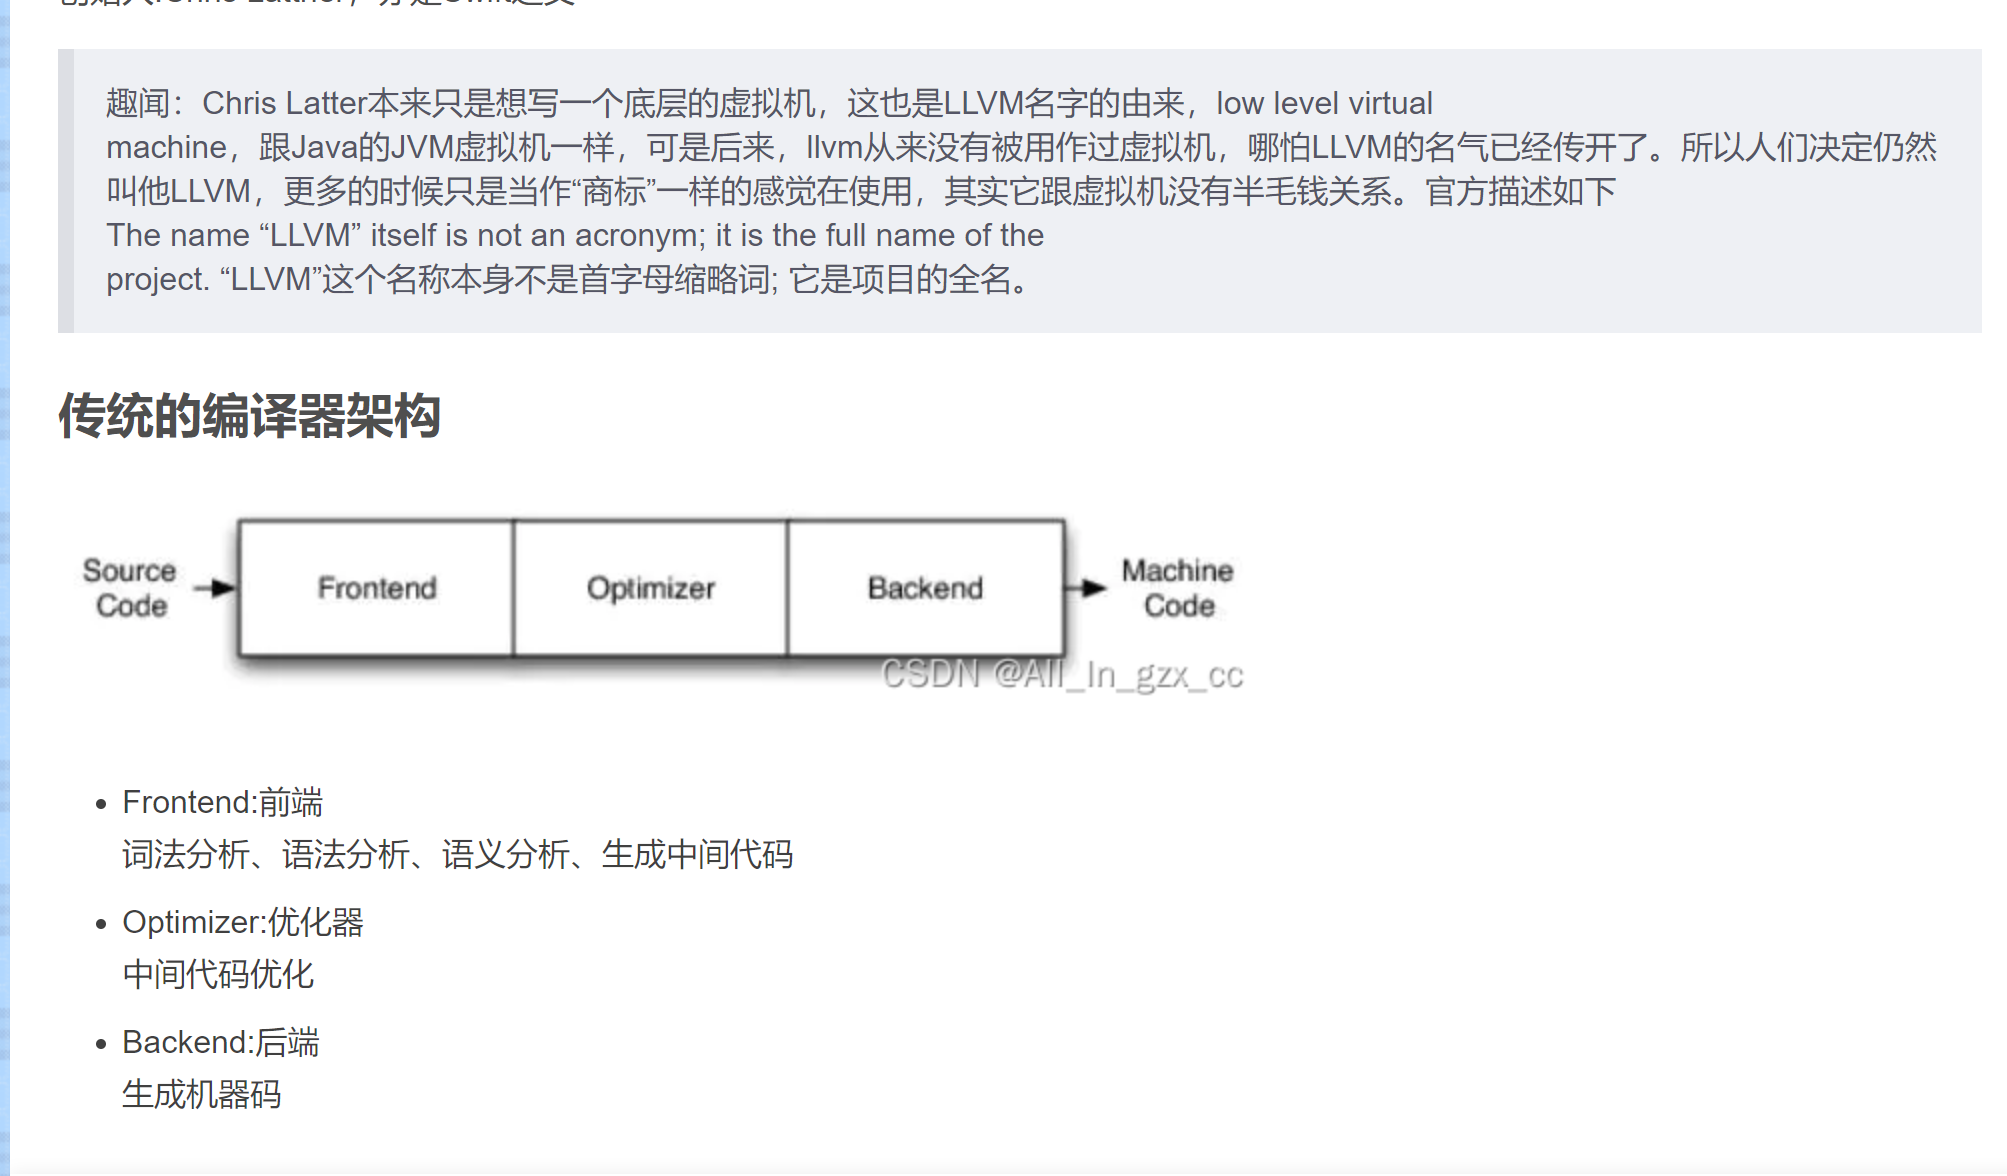 趣闻：Chris Latter本来只是想写一个底层的虚拟机，这也是LLVM名字的由来，low level virtual
machine，跟Java的JVM虚拟机一样，可是后来，llvm从来没有被用作过虚拟机，哪怕LLVM的名气已经传开了。所以人们决定仍然
叫他LLVM，更多的时候只是当作“商标”一样的感觉在使用，其实它跟虚拟机没有半毛钱关系。官方描述如下
The name “LLVM” itself is not an acronym; it is the full name of the
project. “LLVM”这个名称本身不是首字母缩略词; 它是项目的全名。
传统的编译器架构
Source
Code
Frontend
Optimizer
Backend
Machine
Code
CSDN @All_In_gzx_cc
Frontend:前端
词法分析、语法分析、语义分析、生成中间代码
Optimizer:优化器
中间代码优化
Backend:后端
生成机器码